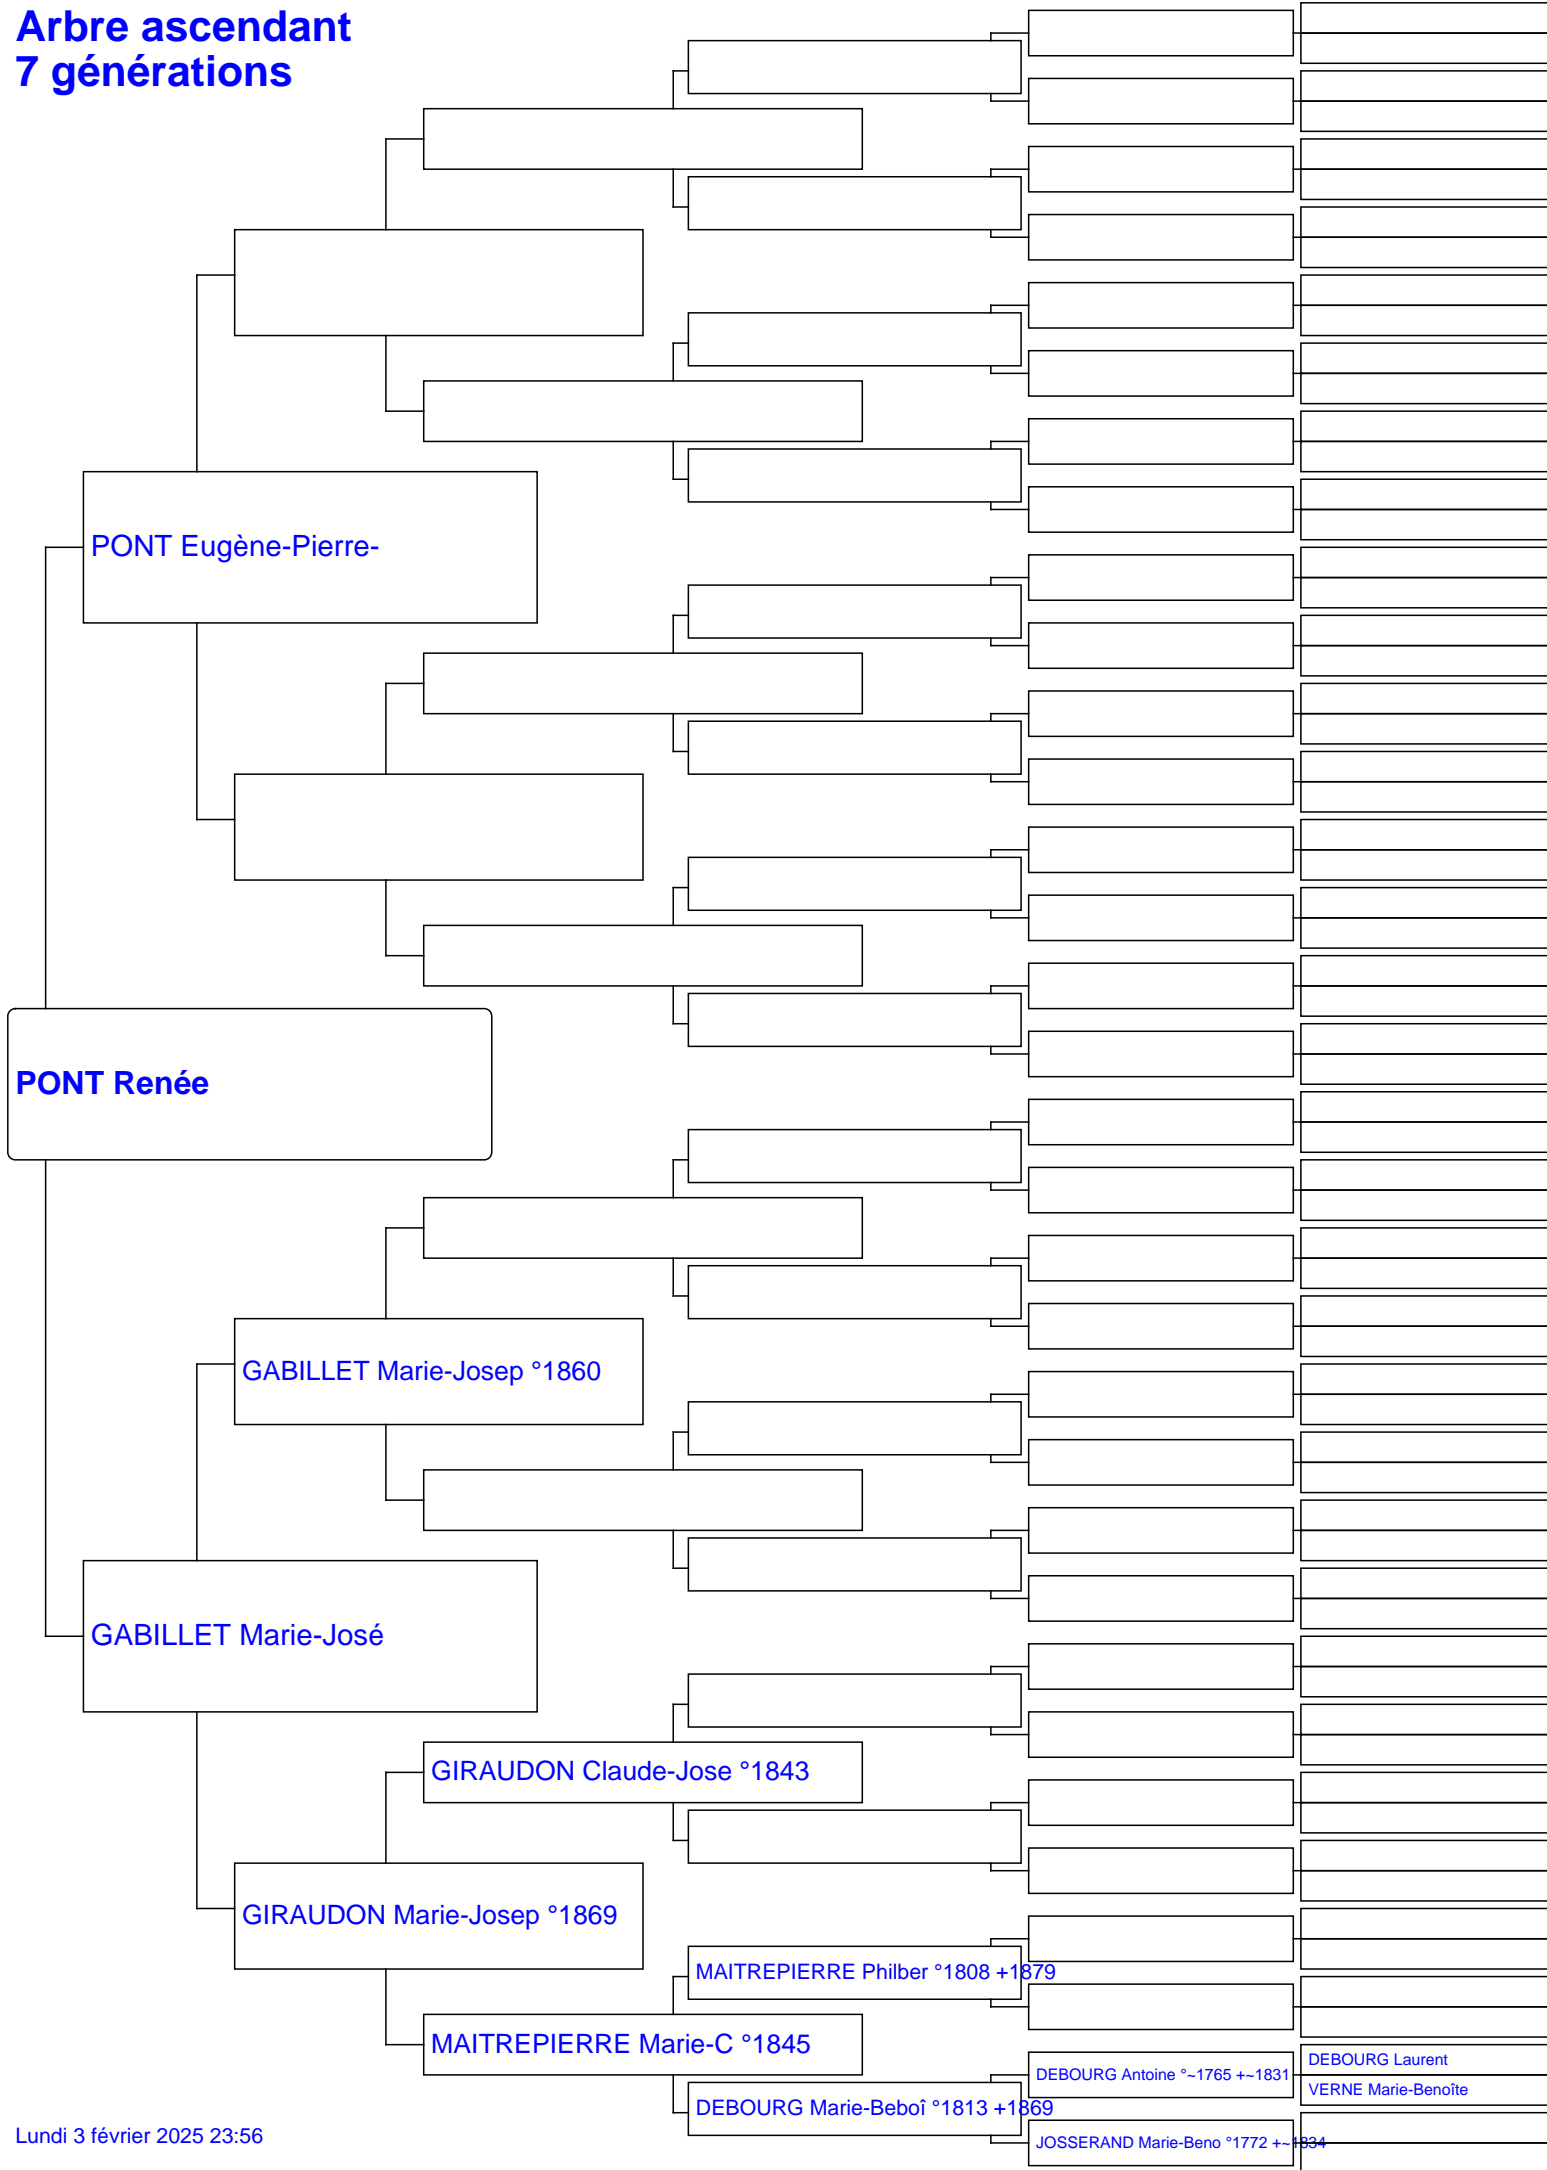 Arbre ascendant
7 générations
PONT Eugène-Pierre-
PONT Renée
GABILLET Marie-Josep °1860
GABILLET Marie-José
GIRAUDON Claude-Jose °1843
GIRAUDON Marie-Josep °1869
MAITREPIERRE Philber °1808 +1879
MAITREPIERRE Marie-C °1845
DEBOURG Laurent
DEBOURG Antoine °~1765 +~1831
VERNE Marie-Benoîte
DEBOURG Marie-Beboî °1813 +1869
JOSSERAND Marie-Beno °1772 +~1834
Lundi 3 février 2025 23:56